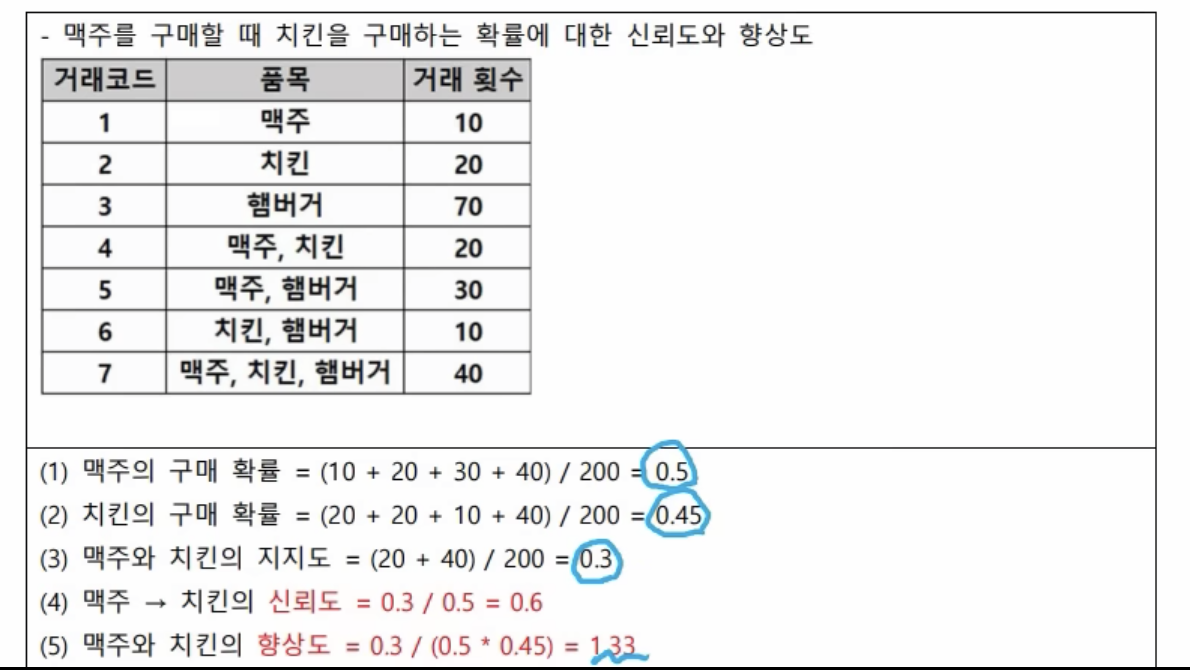 - 맥주를 구매할 때 치킨을 구매하는 확률에 대한 신뢰도와 향상도
거래코드 품목 거래 횟수
1 맥주 10
2 치킨 20
3 햄버거 70
4 맥주, 치킨 20
5 맥주, 햄버거 30
6 치킨, 햄버거 10
7 맥주, 치킨, 햄버거 40
(1) 맥주의 구매 확률 = (10 + 20 + 30 + 40) / 200 = 0.5
(2) 치킨의 구매 확률 = (20 + 20 + 10 + 40) / 200 = 0.45
(3) 맥주와 치킨의 지지도 = (20 + 40) / 200 = 0.3
(4) 맥주 → 치킨의 신뢰도 = 0.3 / 0.5 = 0.6
(5) 맥주와 치킨의 향상도 = 0.3 / (0.5 * 0.45) = 1.33